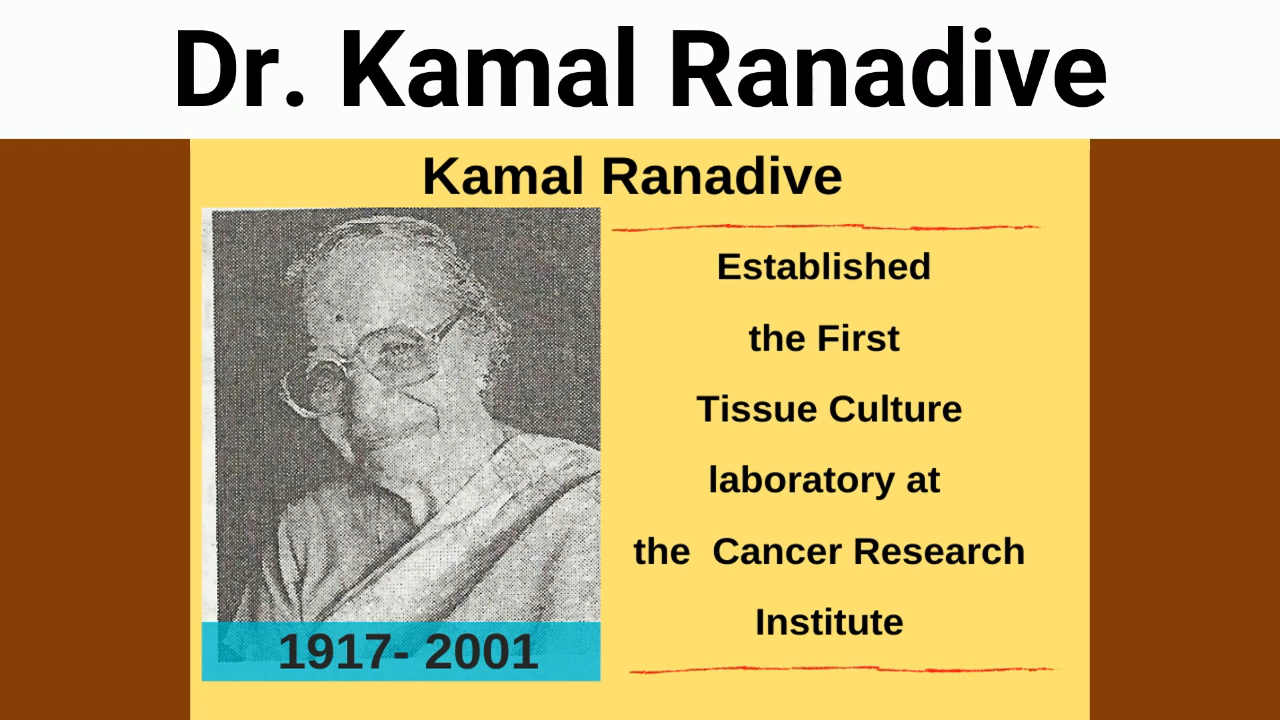 Dr. Kamal Ranadive
Kamal Ranadive
Established
the First
Tissue Culture
laboratory at
the  Cancer Research
Institute
1917- 2001